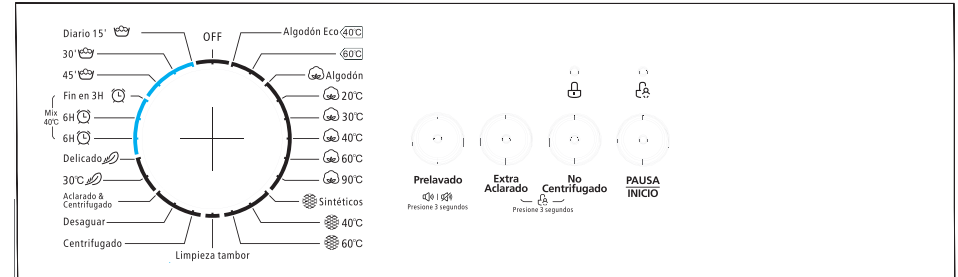 OFF
Algodón Eco 40℃
60℃
Algodón
20℃
30℃
40℃
60℃
90℃
Sintéticos
40℃
60℃
Limpieza tambor
Centrifugado
Desaguar
Aclarado &
Centrifugado
30℃
Delicado
Mix
40℃
6H
6H
Fin en 3H
45'
30'
Diario 15'
Prelavado
Presione 3 segundos
Extra
Aclarado
No
Centrifugado
Presione 3 segundos
PAUSA
INICIO